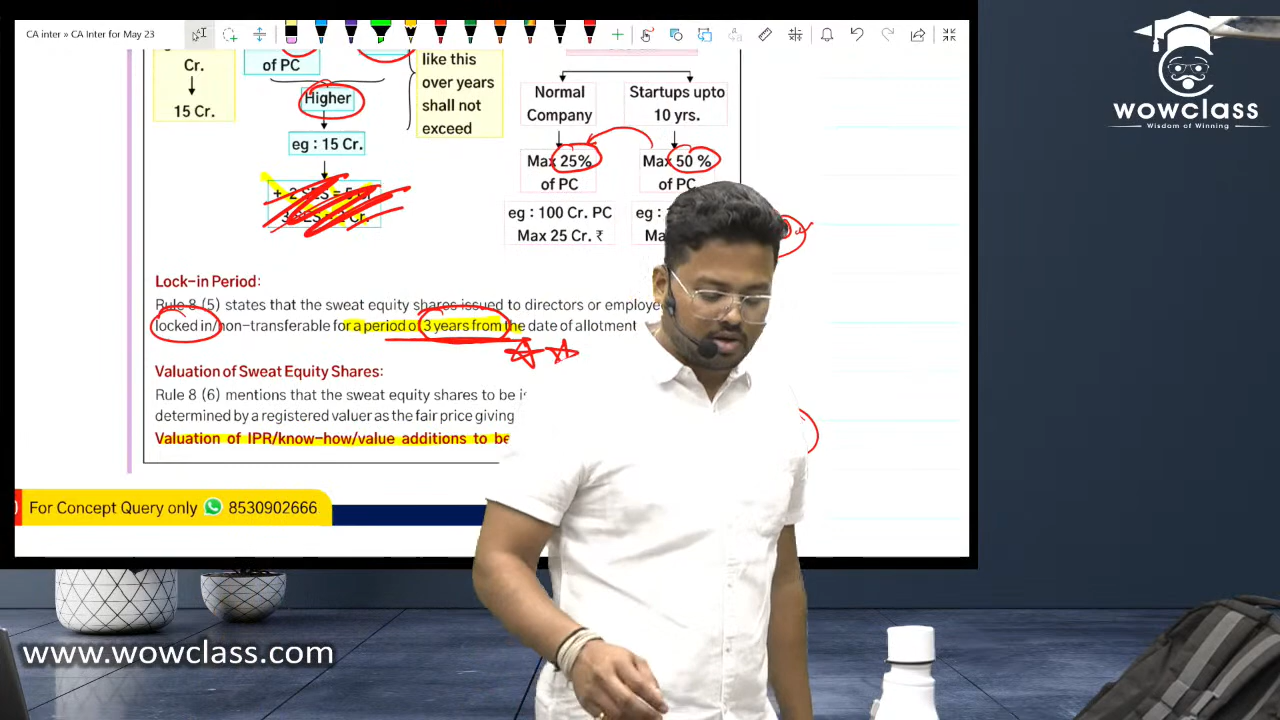 CA inter » CA Inter for May 23
wowclass
Wisdom of Winning
Cr.
15 Cr.
of PC
Higher
eg : 15 Cr.
like this
over years
shall not
exceed
Normal
Company
Max 25%
of PC
eg : 100 Cr. PC
Max 25 Cr. ₹
Startups upto
10 yrs.
Max 50 %
of PC
eg :
Lock-in Period:
Rule 8 (5) states that the sweat equity shares issued to directors or
locked in/non-transferable for a period of 3 years from the date of allotment
Valuation of Sweat Equity Shares:
Rule 8 (6) mentions that the sweat equity shares to be
determined by a registered valuer as the fair price giving
Valuation of IPR/know-how/value additions to be
For Concept Query only 8530902666
www.wowclass.com